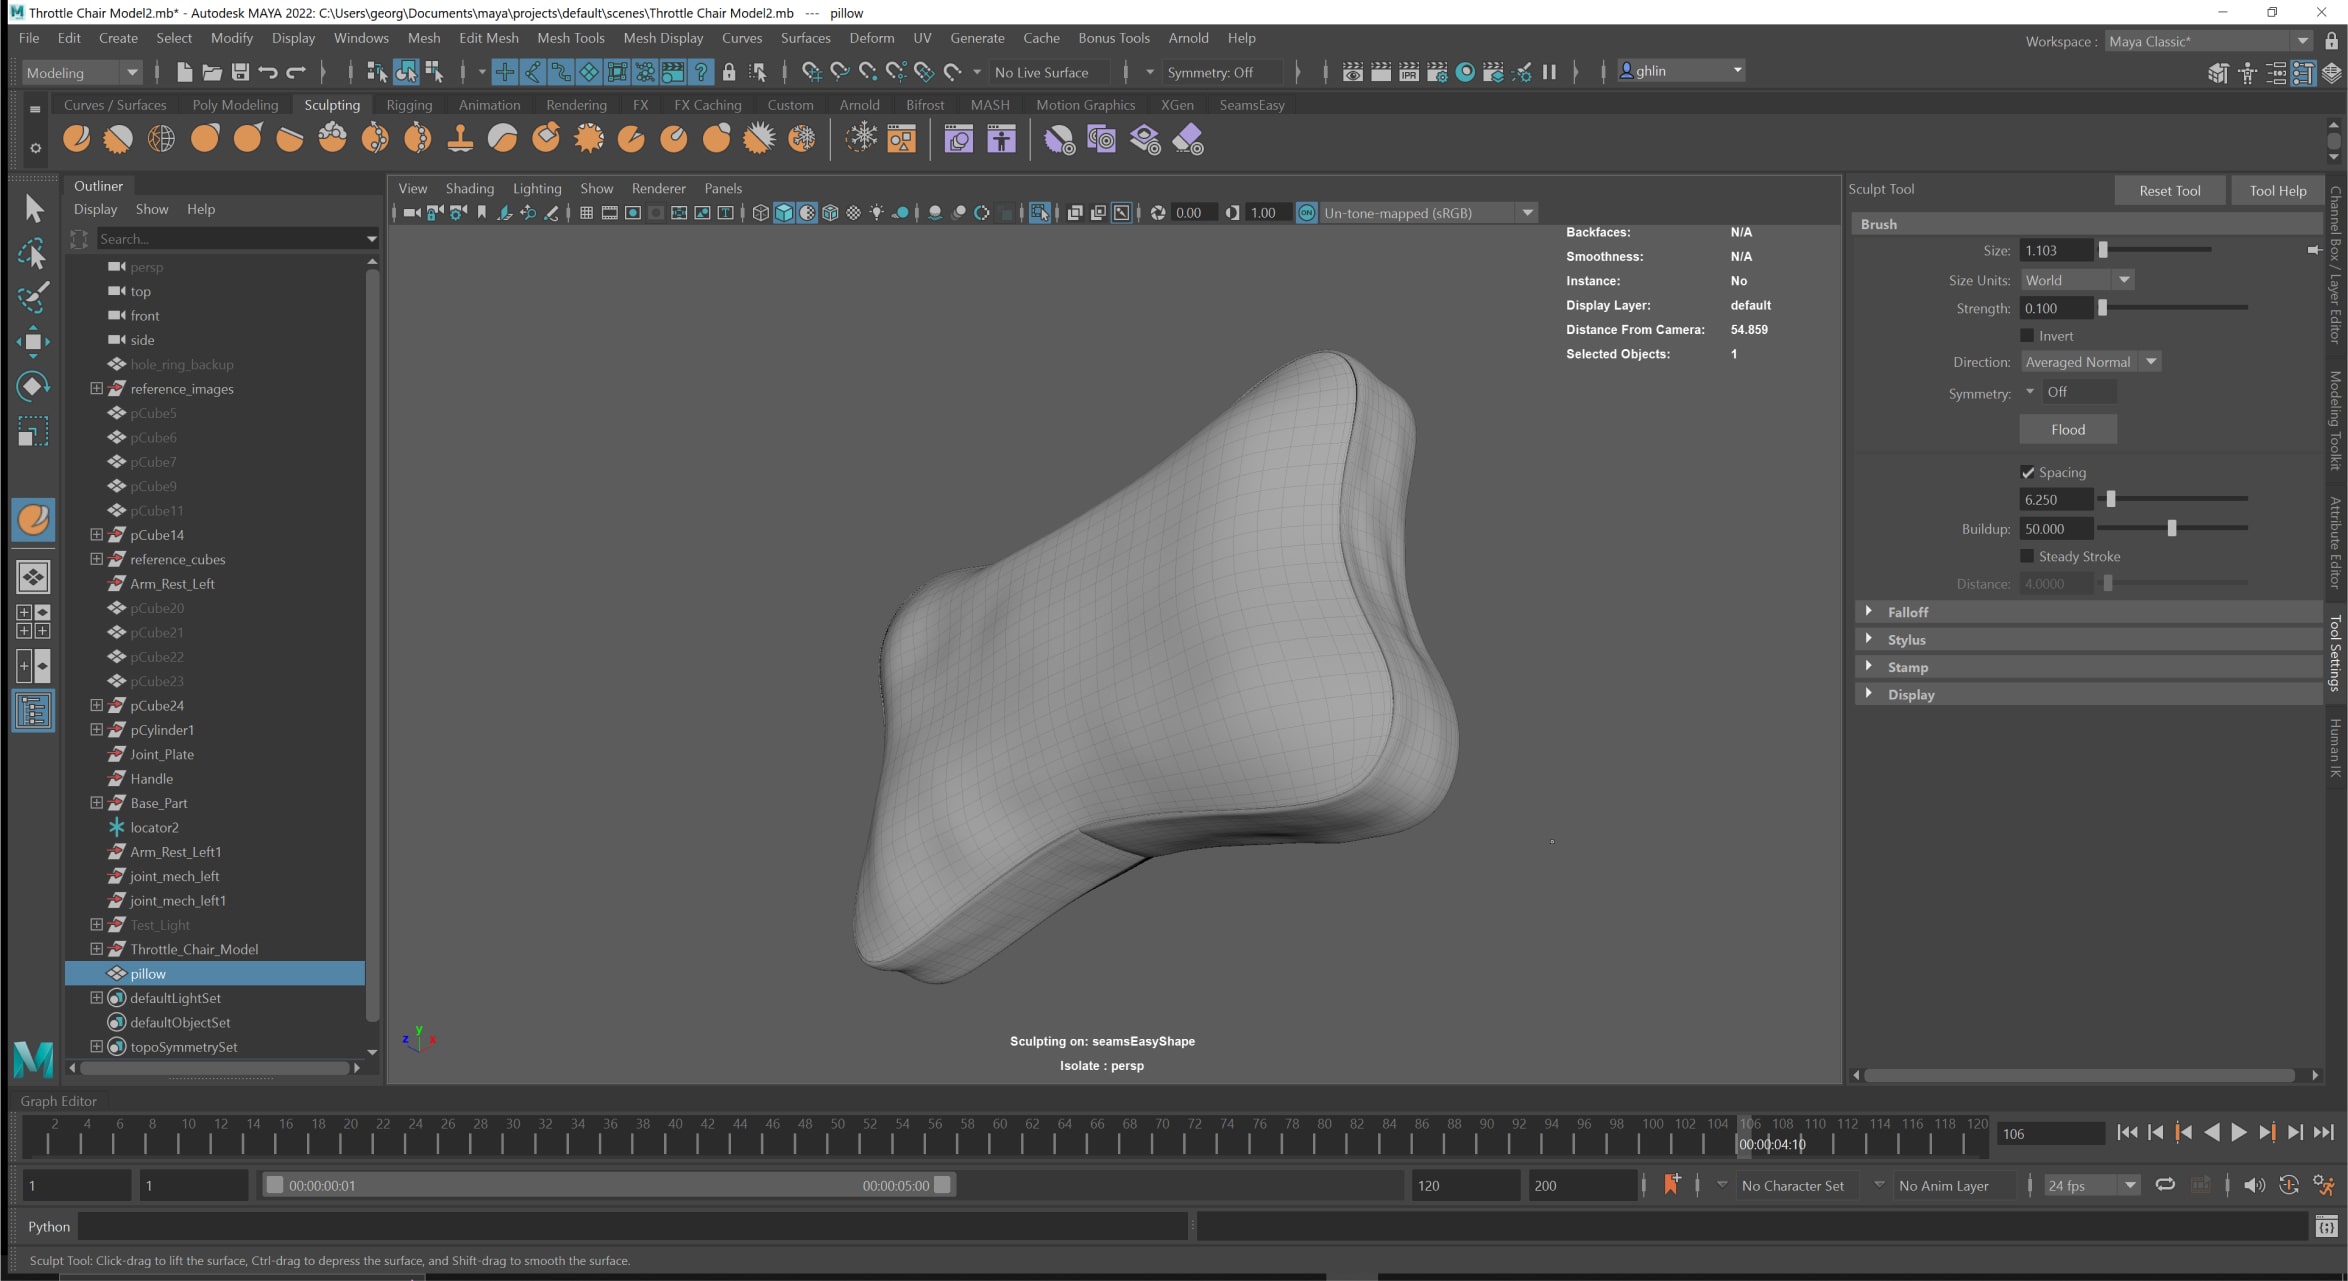 Throttle Chair Model2.mb* - Autodesk MAYA 2022: C:\Users\georg\Documents\maya\projects\default\scenes\Throttle Chair Model2.mb --- pillow
File Edit Create Select Modify Display Windows Mesh Edit Mesh Mesh Tools Mesh Display Curves Surfaces Deform UV Generate Cache Bonus Tools Arnold Help
Workspace : Maya Classic*
Modeling
No Live Surface
Symmetry: Off
IPR
ghlin
Curves / Surfaces Poly Modeling Sculpting Rigging Animation Rendering FX FX Caching Custom Arnold Bifrost MASH Motion Graphics XGen SeamsEasy
Outliner
Display Show Help
Search...
persp
top
front
side
hole_ring_backup
reference_images
pCube5
pCube6
pCube7
pCube9
pCube11
pCube14
reference_cubes
Arm_Rest_Left
pCube20
pCube21
pCube22
pCube23
pCube24
pCylinder1
Joint_Plate
Handle
Base_Part
locator2
Arm_Rest_Left1
joint_mech_left
joint_mech_left1
Test_Light
Throttle_Chair_Model
pillow
defaultLightSet
defaultObjectSet
topoSymmetrySet
View Shading Lighting Show Renderer Panels
0.00 1.00 ON Un-tone-mapped (sRGB)
Backfaces: N/A
Smoothness: N/A
Instance: No
Display Layer: default
Distance From Camera: 54.859
Selected Objects: 1
y
z x
Sculpting on: seamsEasyShape
Isolate : persp
Sculpt Tool
Reset Tool Tool Help
Brush
Size: 1.103
Size Units: World
Strength: 0.100
Invert
Direction: Averaged Normal
Symmetry: Off
Flood
Spacing
6.250
Buildup: 50.000
Steady Stroke
Distance: 4.0000
Falloff
Stylus
Stamp
Display
Channel Box / Layer Editor
Modeling Toolkit
Attribute Editor
Tool Settings
Human IK
Graph Editor
2 4 6 8 10 12 14 16 18 20 22 24 26 28 30 32 34 36 38 40 42 44 46 48 50 52 54 56 58 60 62 64 66 68 70 72 74 76 78 80 82 84 86 88 90 92 94 96 98 100 102 104 106 108 110 112 114 116 118 120
00:00:04:10
106
1 1 00:00:00:01 00:00:05:00 120 200 No Character Set No Anim Layer 24 fps
Python
Sculpt Tool: Click-drag to lift the surface, Ctrl-drag to depress the surface, and Shift-drag to smooth the surface.